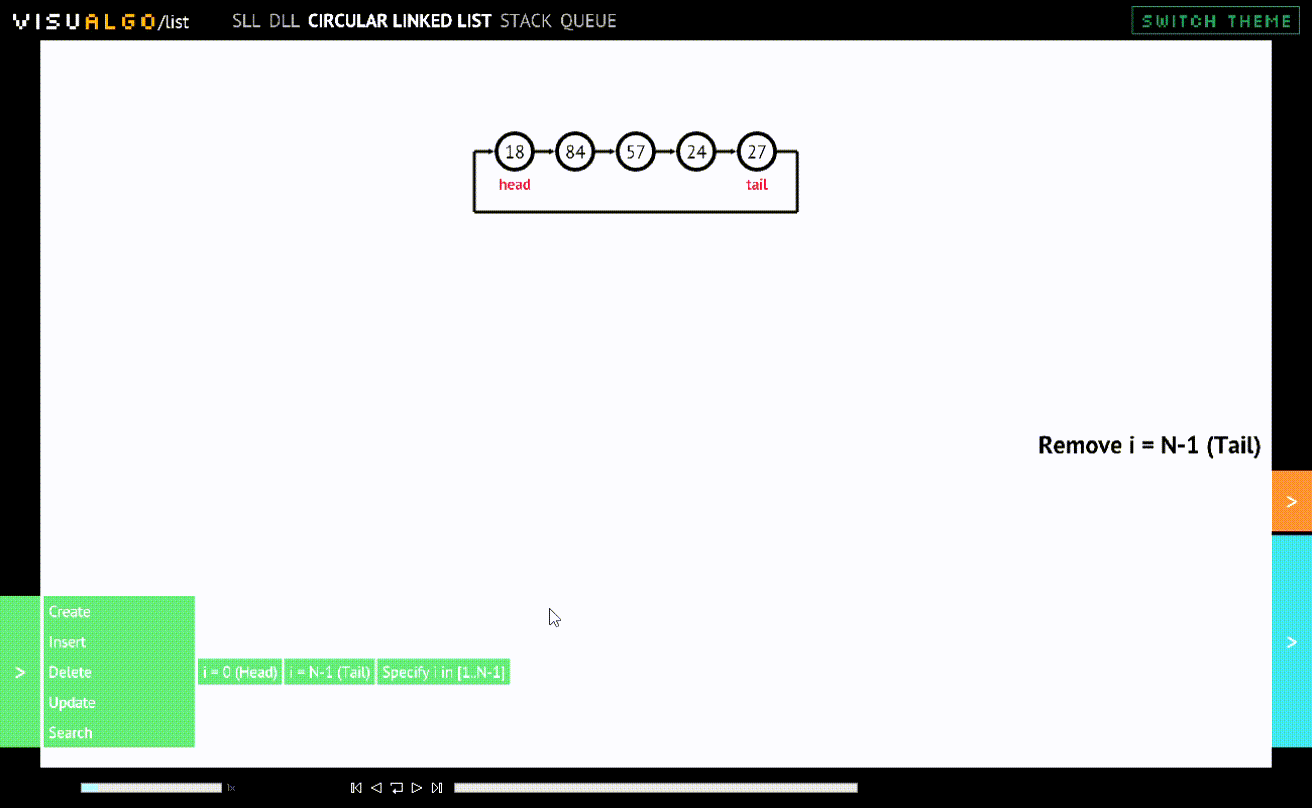 VISUALGO/list SLL DLL CIRCULAR LINKED LIST STACK QUEUE SWITCH THEME
18 84 57 24 27
head tail
Remove i = N-1 (Tail)
>
Create
Insert
>
> Delete i = 0 (Head) i = N-1 (Tail) Specify i in [1..N-1]
Update
Search
1x